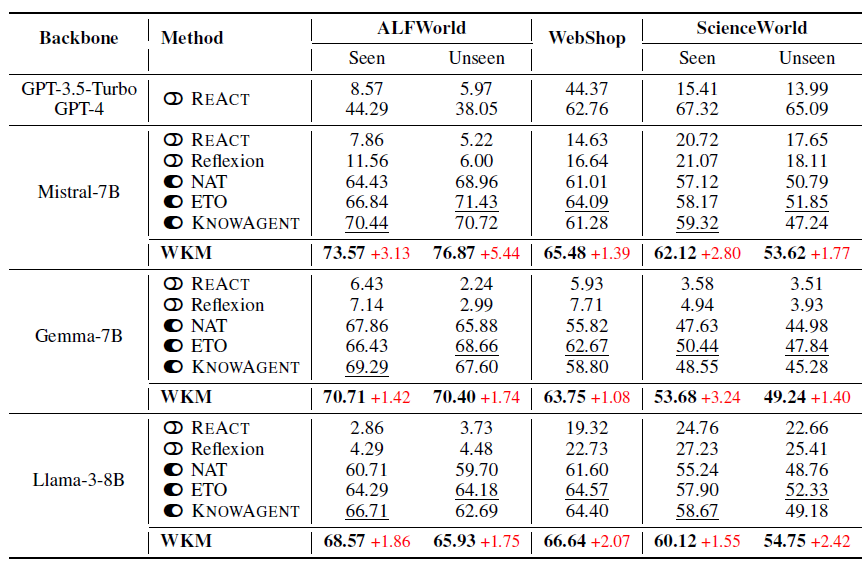 Backbone Method ALFWorld WebShop ScienceWorld
Seen Unseen Seen Unseen
GPT-3.5-Turbo REACT 8.57 5.97 44.37 15.41 13.99
GPT-4 44.29 38.05 62.76 67.32 65.09
Mistral-7B
REACT 7.86 5.22 14.63 20.72 17.65
Reflexion 11.56 6.00 16.64 21.07 18.11
NAT 64.43 68.96 61.01 57.12 50.79
ETO 66.84 71.43 64.09 58.17 51.85
KNOWAGENT 70.44 70.72 61.28 59.32 47.24
WKM 73.57 +3.13 76.87 +5.44 65.48 +1.39 62.12 +2.80 53.62 +1.77
Gemma-7B
REACT 6.43 2.24 5.93 3.58 3.51
Reflexion 7.14 2.99 7.71 4.94 3.93
NAT 67.86 65.88 55.82 47.63 44.98
ETO 66.43 68.66 62.67 50.44 47.84
KNOWAGENT 69.29 67.60 58.80 48.55 45.28
WKM 70.71 +1.42 70.40 +1.74 63.75 +1.08 53.68 +3.24 49.24 +1.40
Llama-3-8B
REACT 2.86 3.73 19.32 24.76 22.66
Reflexion 4.29 4.48 22.73 27.23 25.41
NAT 60.71 59.70 61.60 55.24 48.76
ETO 64.29 64.18 64.57 57.90 52.33
KNOWAGENT 66.71 62.69 64.40 58.67 49.18
WKM 68.57 +1.86 65.93 +1.75 66.64 +2.07 60.12 +1.55 54.75 +2.42